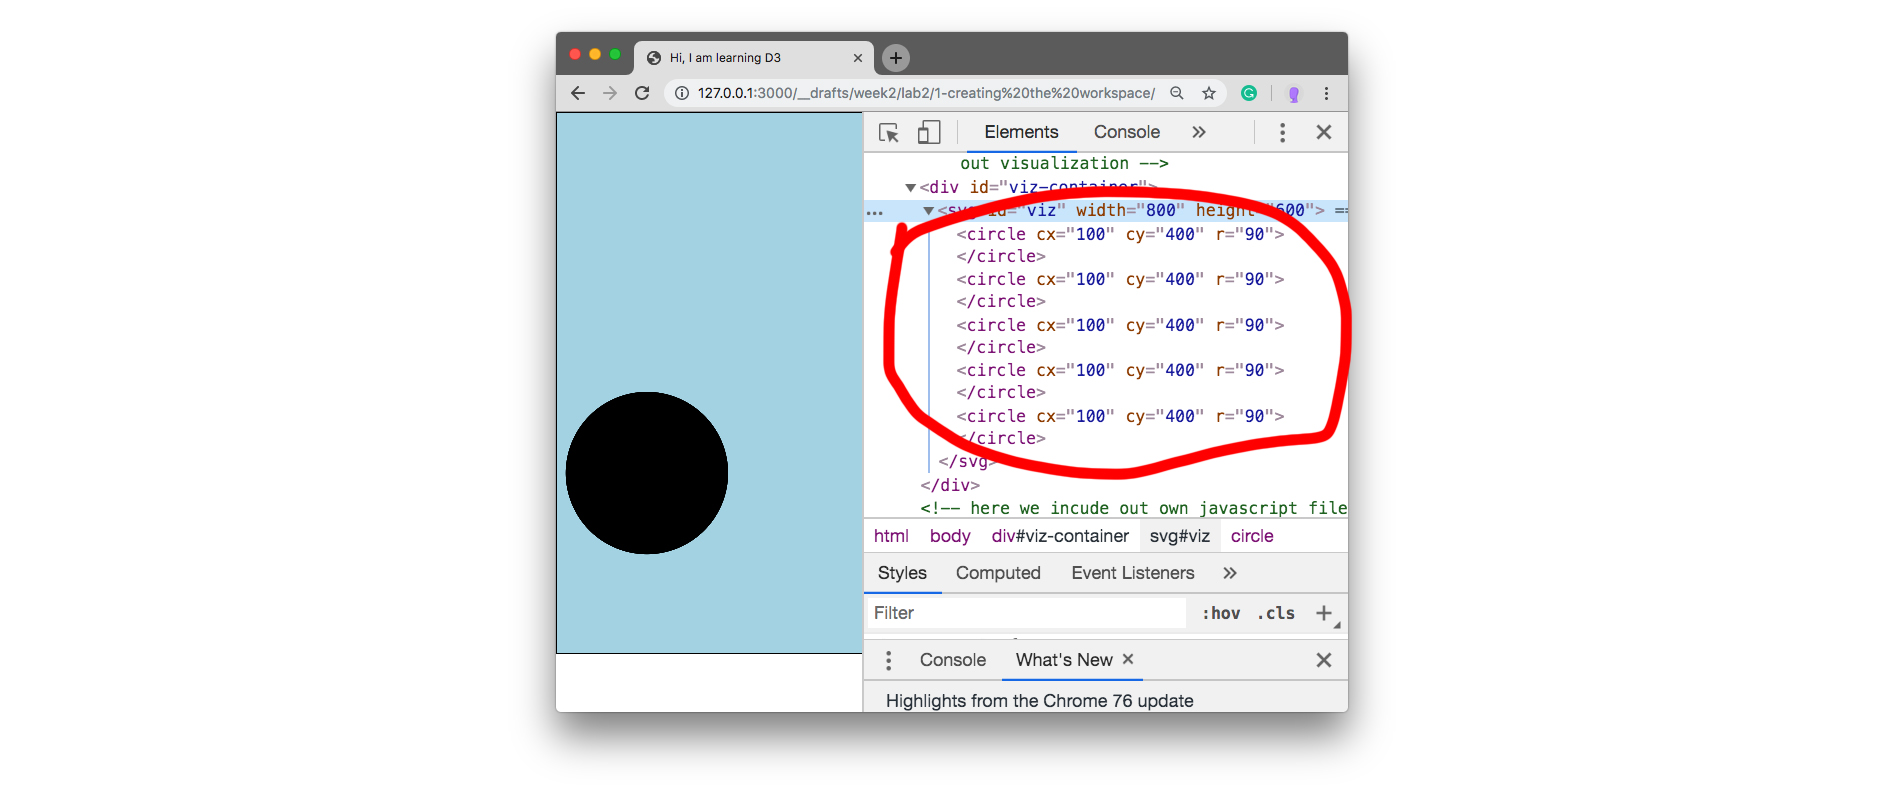 Hi, I am learning D3
127.0.0.1:3000/__drafts/week2/lab2/1-creating%20the%20workspace/
Elements Console »
out visualization -->
▼<div id="viz-container">
... ▼<svg id="viz" width="800" height="600"> ==
<circle cx="100" cy="400" r="90">
</circle>
<circle cx="100" cy="400" r="90">
</circle>
<circle cx="100" cy="400" r="90">
</circle>
<circle cx="100" cy="400" r="90">
</circle>
<circle cx="100" cy="400" r="90">
</circle>
</svg>
</div>
<!-- here we incude out own javascript file
html body div#viz-container svg#viz circle
Styles Computed Event Listeners »
Filter :hov .cls +
Console What's New
Highlights from the Chrome 76 update